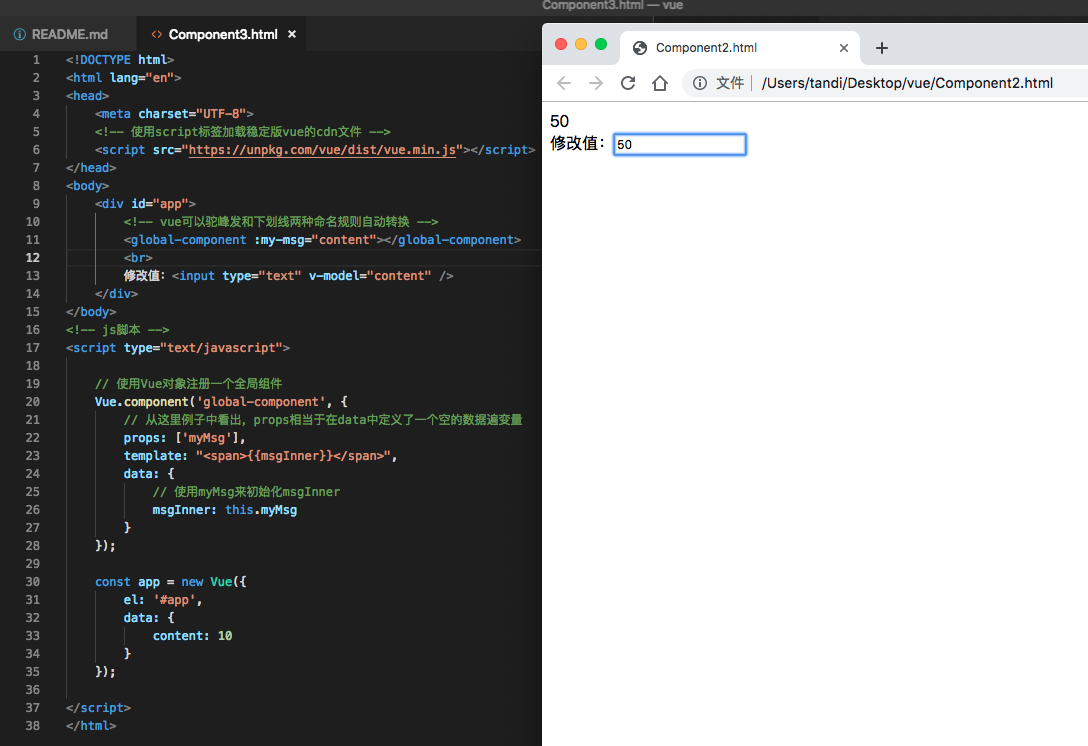 Component3.html — vue
README.md
Component3.html
1 <!DOCTYPE html>
2 <html lang="en">
3 <head>
4 <meta charset="UTF-8">
5 <!-- 使用script标签加载稳定版vue的cdn文件 -->
6 <script src="https://unpkg.com/vue/dist/vue.min.js"></script>
7 </head>
8 <body>
9 <div id="app">
10 <!-- vue可以驼峰发和下划线两种命名规则自动转换 -->
11 <global-component :my-msg="content"></global-component>
12 <br>
13 修改值: <input type="text" v-model="content" />
14 </div>
15 </body>
16 <!-- js脚本 -->
17 <script type="text/javascript">
18
19 // 使用Vue对象注册一个全局组件
20 Vue.component('global-component', {
21 // 从这里例子中看出, props相当于在data中定义了一个空的数据遍变量
22 props: ['myMsg'],
23 template: "<span>{{msgInner}}</span>",
24 data: {
25 // 使用myMsg来初始化msgInner
26 msgInner: this.myMsg
27 }
28 });
29
30 const app = new Vue({
31 el: '#app',
32 data: {
33 content: 10
34 }
35 });
36
37 </script>
38 </html>
Component2.html
文件 /Users/tandi/Desktop/vue/Component2.html
50
修改值: 50